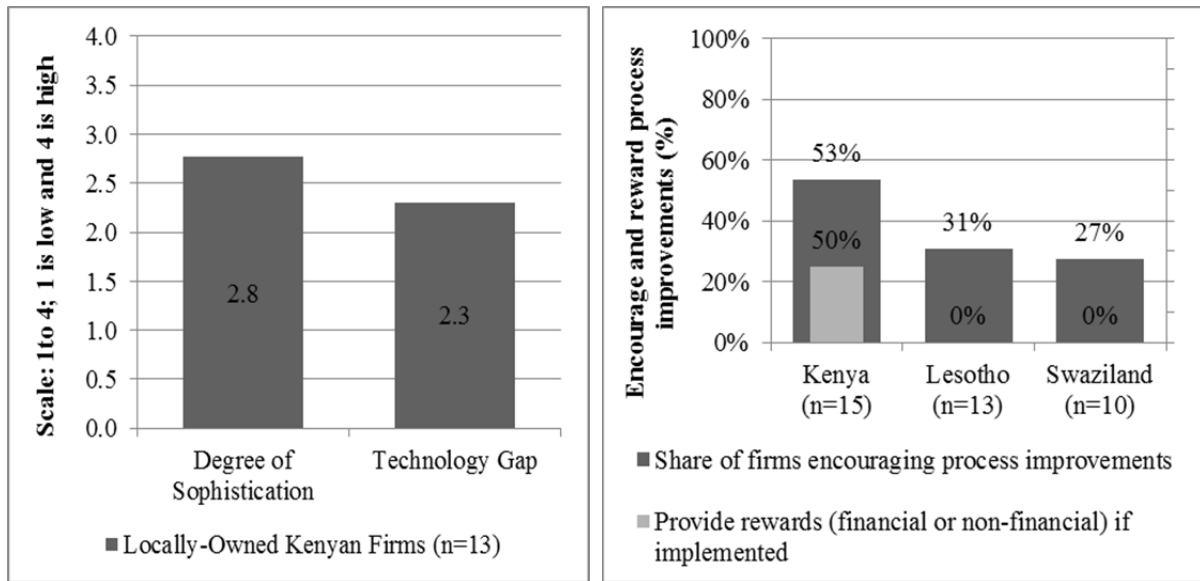 Scale: 1to 4; 1 is low and 4 is high
4.0
3.5
3.0
2.5
2.0
1.5
1.0
0.5
0.0
2.8
2.3
Degree of
Sophistication
Technology Gap
Locally-Owned Kenyan Firms (n=13)
Encourage and reward process
improvements (%)
100%
80%
60%
40%
20%
0%
53%
50%
31%
0%
27%
0%
Kenya
(n=15)
Lesotho
(n=13)
Swaziland
(n=10)
Share of firms encouraging process improvements
Provide rewards (financial or non-financial) if
implemented